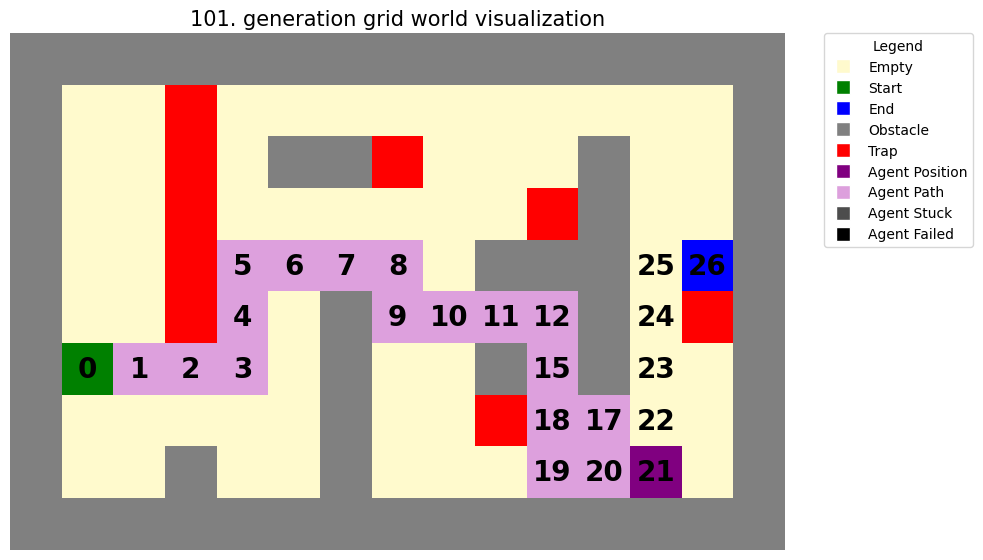 101. generation grid world visualization
Legend
Empty
Start
End
Obstacle
Trap
Agent Position
Agent Path
Agent Stuck
Agent Failed
5 6 7 8 25 26
4 9 10 11 12 24
0 1 2 3 15 23
18 17 22
19 20 21